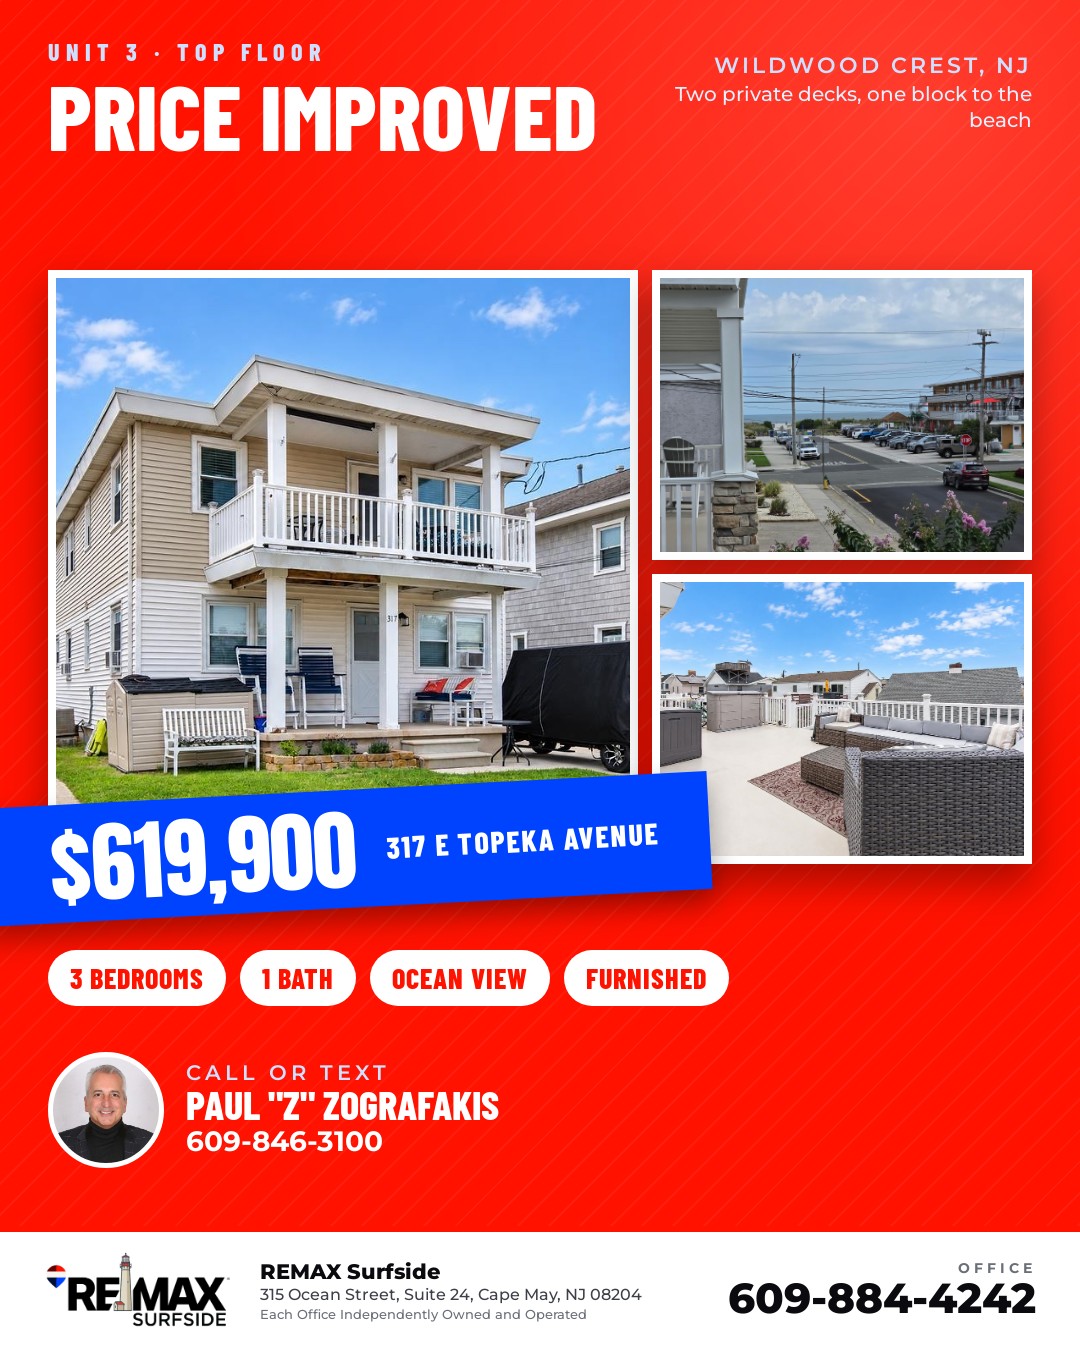 UNIT 3 · TOP FLOOR
PRICE IMPROVED
WILDWOOD CREST, NJ
Two private decks, one block to the
beach
317
STOP
$619,900
317 E TOPEKA AVENUE
3 BEDROOMS
1 BATH
OCEAN VIEW
FURNISHED
CALL OR TEXT
PAUL "Z" ZOGRAFAKIS
609-846-3100
RE/MAX
SURFSIDE
REMAX Surfside
315 Ocean Street, Suite 24, Cape May, NJ 08204
Each Office Independently Owned and Operated
OFFICE
609-884-4242